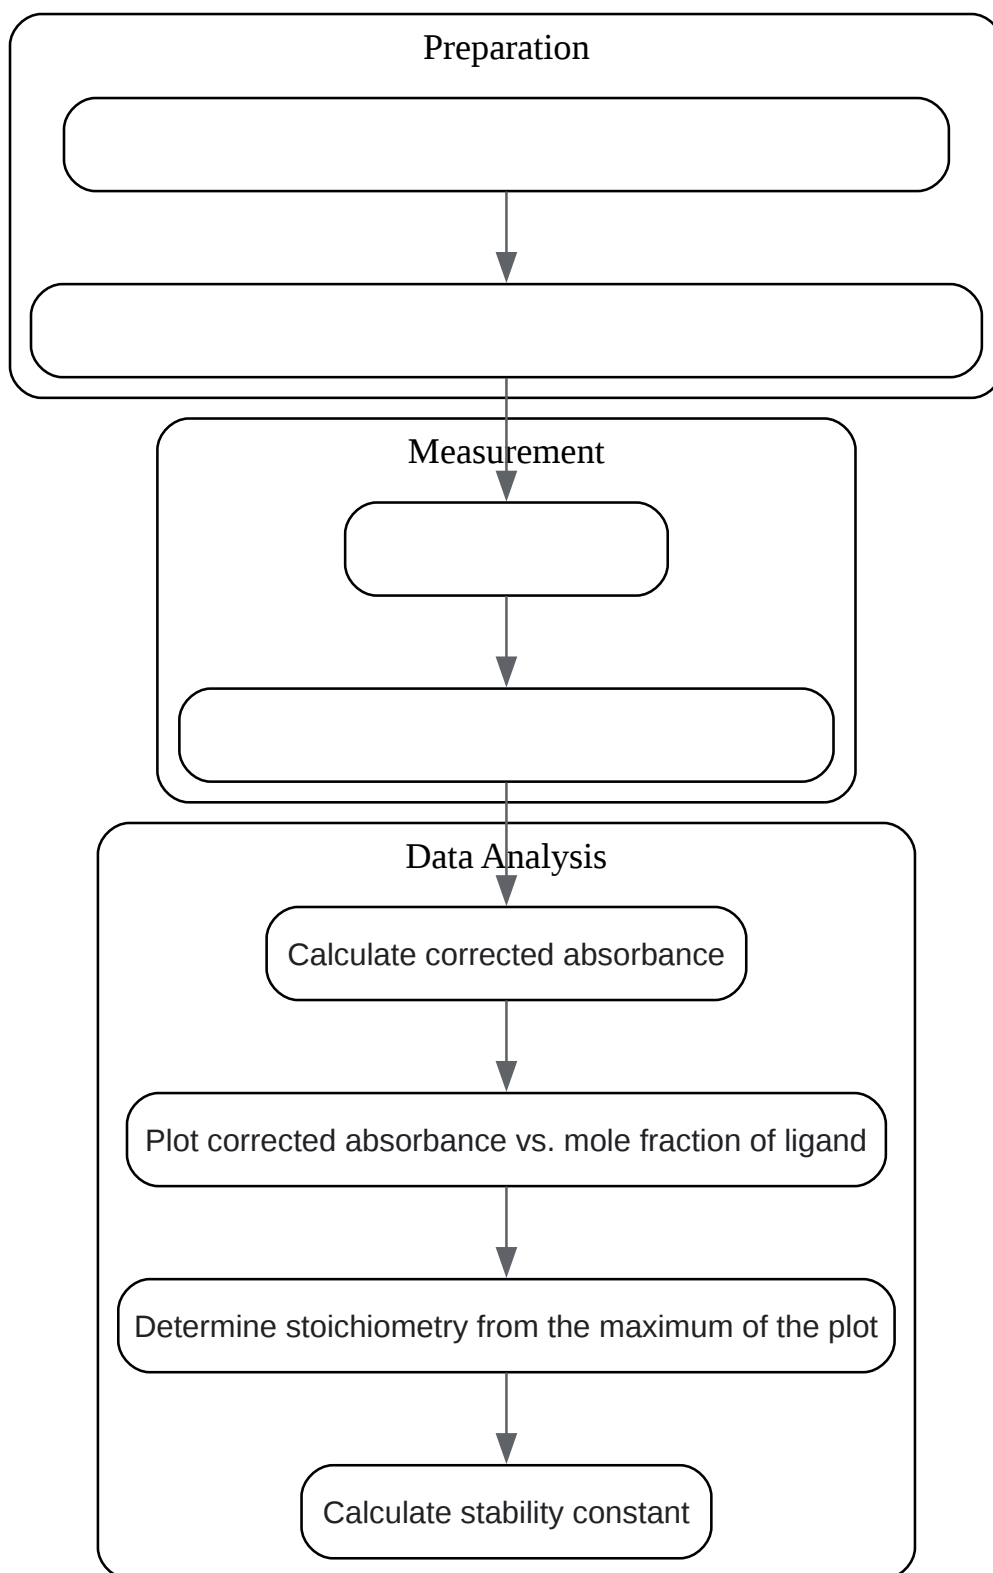 Preparation
Measurement
Data Analysis
Calculate corrected absorbance
Plot corrected absorbance vs. mole fraction of ligand
Determine stoichiometry from the maximum of the plot
Calculate stability constant